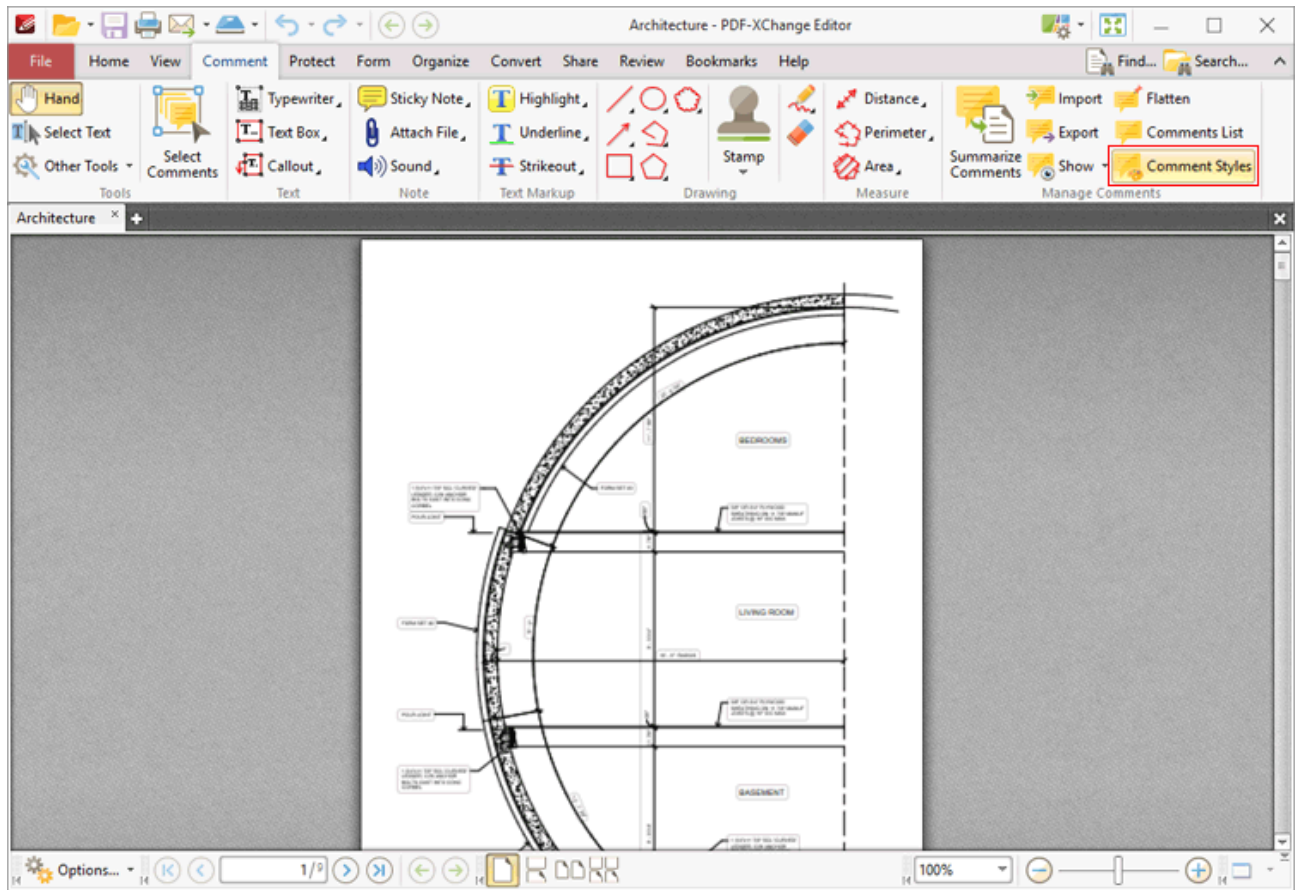 Architecture - PDF-XChange Editor
File Home View Comment Protect Form Organize Convert Share Review Bookmarks Help Find... Search...
Hand
Select Text
Other Tools
Tools
Select
Comments
Typewriter
Text Box
Callout
Text
Sticky Note
Attach File
Sound
Note
Highlight
Underline
Strikeout
Text Markup
Stamp
Drawing
Distance
Perimeter
Area
Measure
Summarize
Comments
Import
Export
Show
Flatten
Comments List
Comment Styles
Manage Comments
Architecture
BEDROOMS
LIVING ROOM
BASEMENT
Options... 1/9 100%